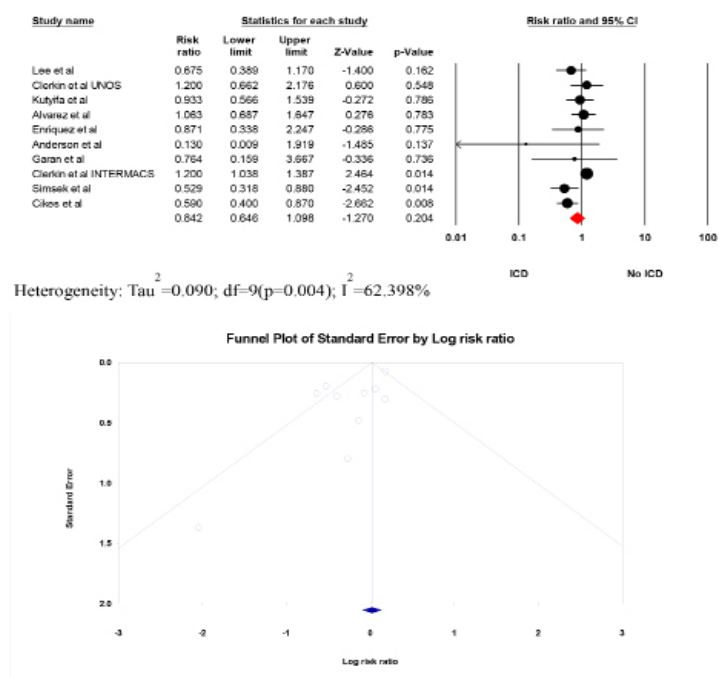 Study name Statistics for each study Risk ratio and 95% CI
Risk ratio Lower limit Upper limit Z-Value p-Value
Lee et al 0.675 0.389 1.170 -1.400 0.162
Clerkin et al UNOS 1.200 0.662 2.176 0.600 0.548
Kutyifa et al 0.933 0.566 1.539 -0.272 0.786
Alvarez et al 1.063 0.687 1.647 0.276 0.783
Enriquez et al 0.871 0.338 2.247 -0.286 0.775
Anderson et al 0.130 0.009 1.919 -1.485 0.137
Garan et al 0.764 0.159 3.667 -0.336 0.736
Clerkin et al INTERMACS 1.200 1.038 1.387 2.464 0.014
Simsek et al 0.529 0.318 0.880 -2.452 0.014
Cikes et al 0.590 0.400 0.870 -2.662 0.008
0.842 0.646 1.098 -1.270 0.204
0.01 0.1 1 10 100
ICD No ICD
Heterogeneity: Tau²=0.090; df=9(p=0.004); I²=62.398%
Funnel Plot of Standard Error by Log risk ratio
0.0
0.5
1.0
1.5
2.0
Standard Error
-3 -2 -1 0 1 2 3
Log risk ratio